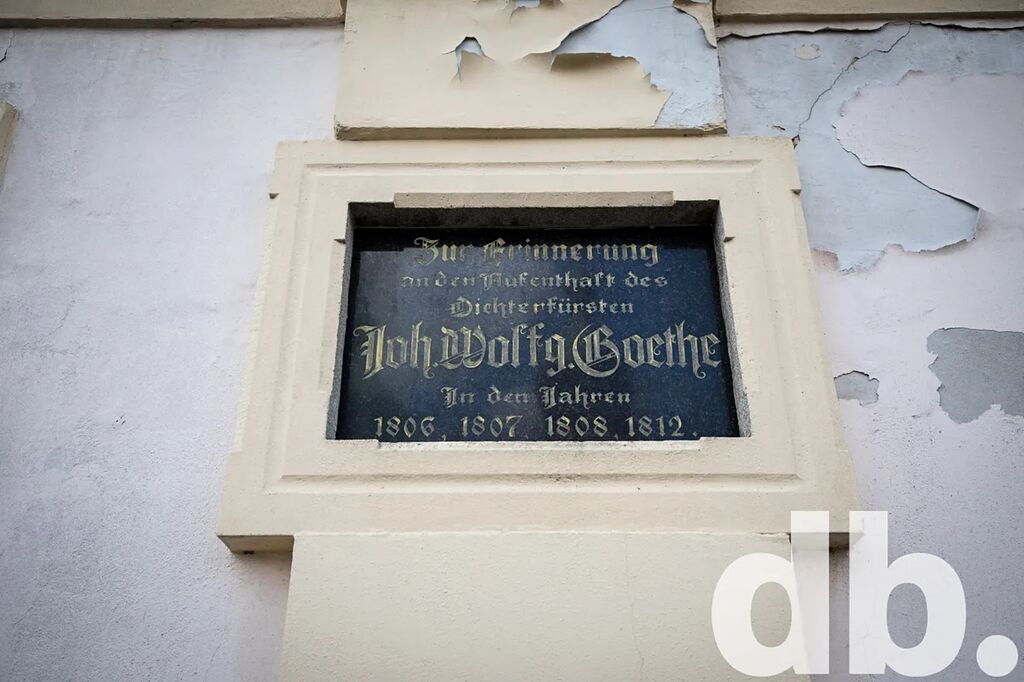 Zur Erinnerung
an den Aufenthalt des
Dichterfürsten
Joh. Wolfg. Goethe
In den Jahren
1806, 1807, 1808, 1812.
db.